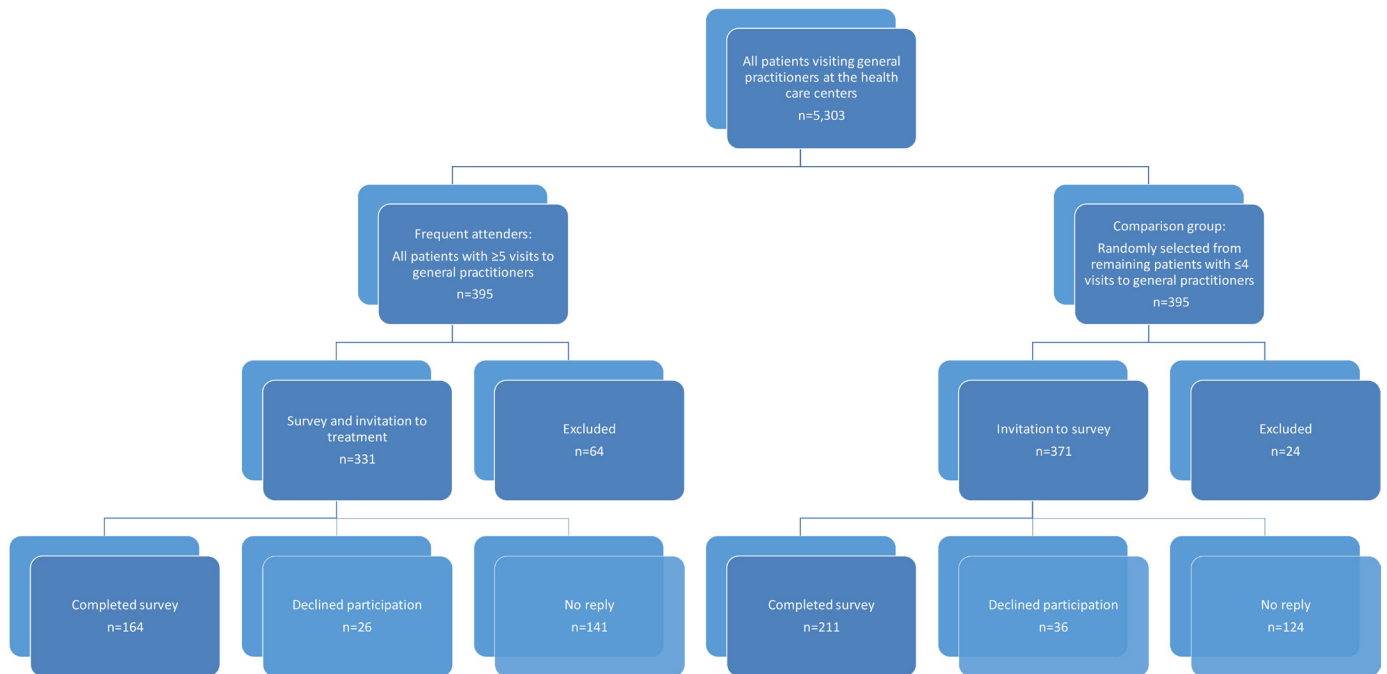 All patients visiting general
practitioners at the health
care centers
n=5,303
Frequent attenders:
All patients with ≥5 visits to
general practitioners
n=395
Comparison group:
Randomly selected from
remaining patients with ≤4
visits to general practitioners
n=395
Survey and invitation to
treatment
n=331
Excluded
n=64
Invitation to survey
n=371
Excluded
n=24
Completed survey
n=164
Declined participation
n=26
No reply
n=141
Completed survey
n=211
Declined participation
n=36
No reply
n=124